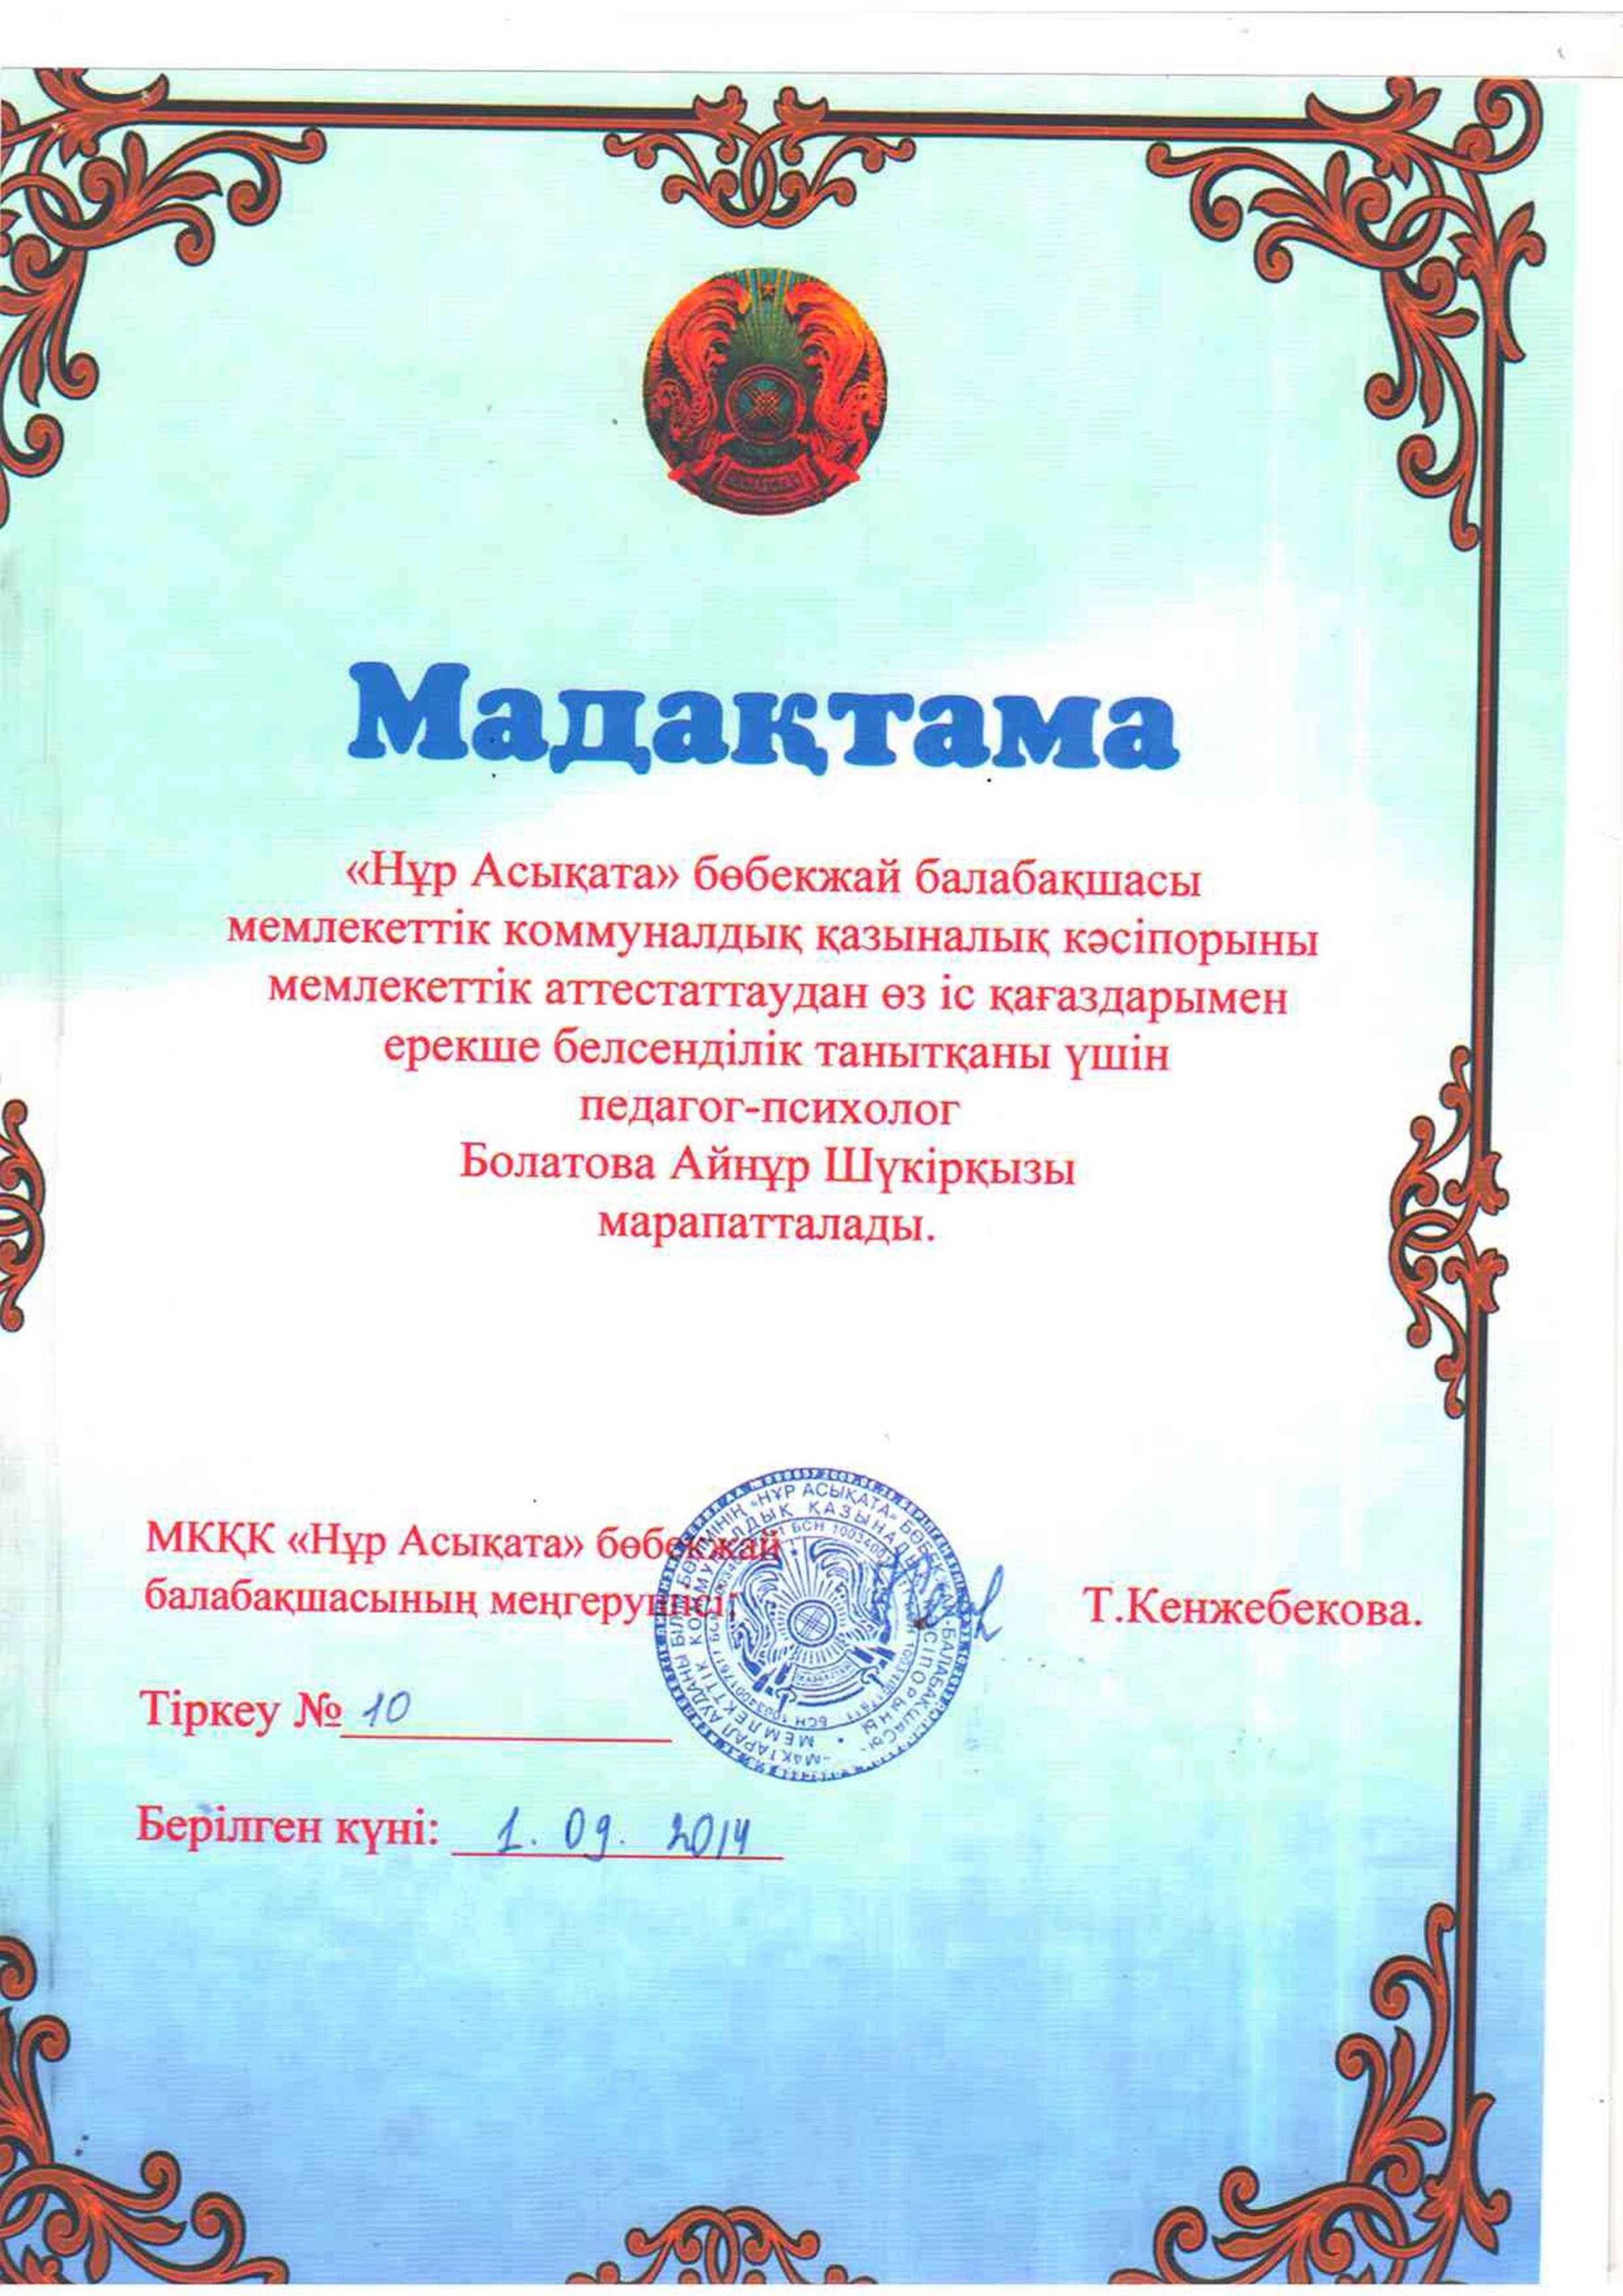 Мадақтама
«Нұр Асықата» бөбекжай балабақшасы
мемлекеттік коммуналдық қазыналық кәсіпорыны
мемлекеттік аттестаттаудан өз іс қағаздарымен
ерекше белсенділік танытқаны үшін
педагог-психолог
Болатова Айнұр Шүкірқызы
марапатталады.
МКҚК «Нұр Асықата» бөбекжай
балабақшасының меңгерушісі:
Т.Кенжебекова.
Тіркеу № 10
Берілген күні: 1. 09. 2014